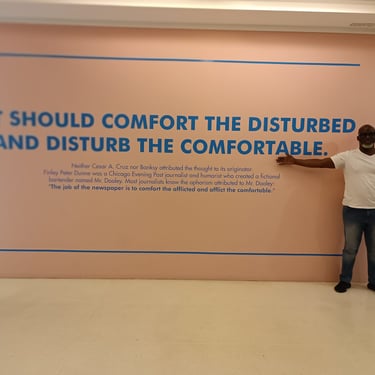 T SHOULD COMFORT THE DISTURBED
AND DISTURB THE COMFORTABLE.
Neither Cesar A. Cruz nor Banksy attributed the thought to its originator.
Finley Peter Dunne was a Chicago Evening Post journalist and humorist who created a fictional
bartender named Mr. Dooley. Most journalists know the aphorism attributed to Mr. Dooley:
"The job of the newspaper is to comfort the afflicted and afflict the comfortable."